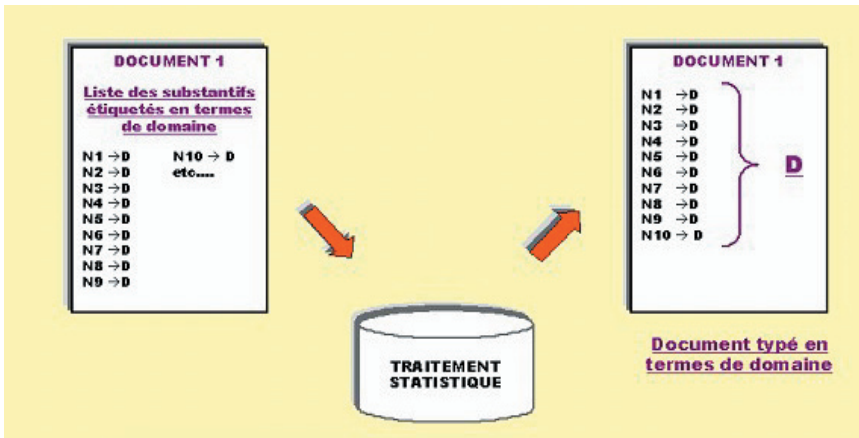 DOCUMENT 1
Liste des substantifs
étiquetés en termes
de domaine
N1 →D N10 → D
N2 →D etc....
N3 →D
N4 →D
N5 →D
N6 →D
N7 →D
N8 →D
N9 →D
TRAITEMENT
STATISTIQUE
DOCUMENT 1
N1 →D
N2 →D
N3 →D
N4 →D
N5 →D
N6 →D
N7 →D
N8 →D
N9 →D
N10 → D
D
Document typé en
termes de domaine